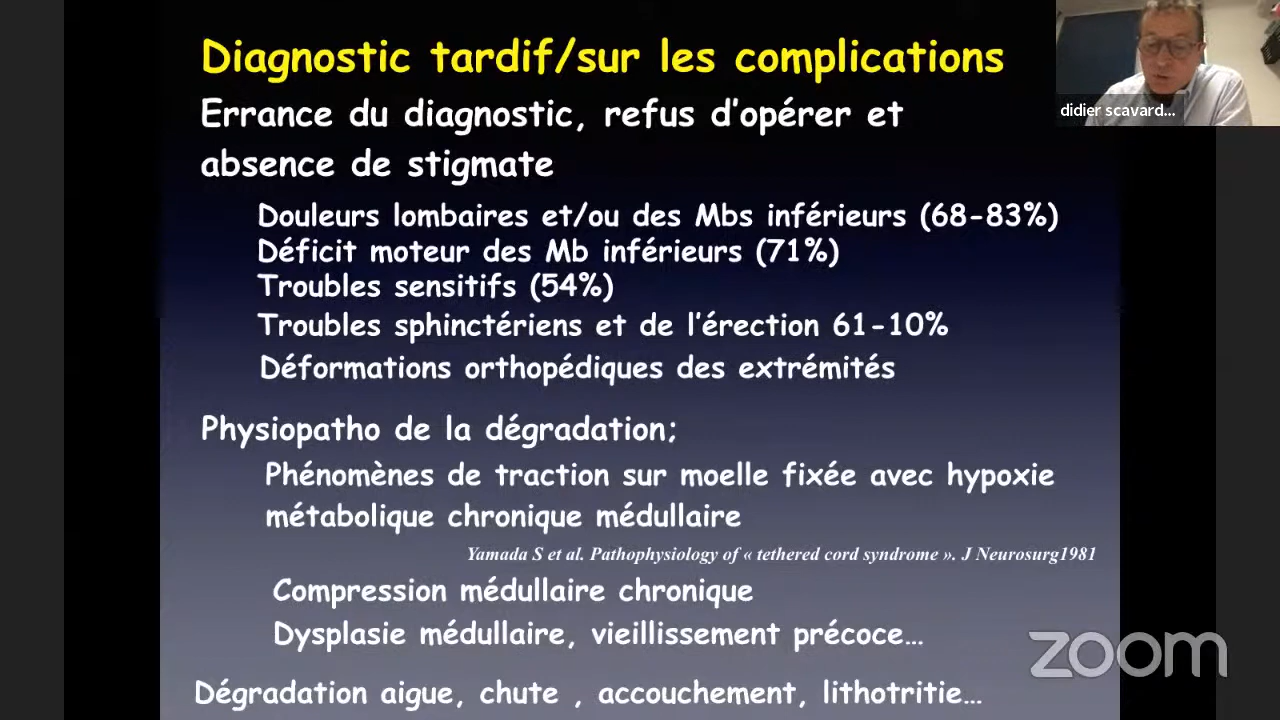 Diagnostic tardif/sur les complications
didier scavard...
Errance du diagnostic, refus d'opérer et
absence de stigmate
Douleurs lombaires et/ou des Mbs inférieurs (68-83%)
Déficit moteur des Mb inférieurs (71%)
Troubles sensitifs (54%)
Troubles sphinctériens et de l'érection 61-10%
Déformations orthopédiques des extrémités
Physiopatho de la dégradation;
Phénomènes de traction sur moelle fixée avec hypoxie
métabolique chronique médullaire
Yamada S et al. Pathophysiology of « tethered cord syndrome ». J Neurosurg1981
Compression médullaire chronique
Dysplasie médullaire, vieillissement précoce…
zoom
Dégradation aigue, chute , accouchement, lithotritie…